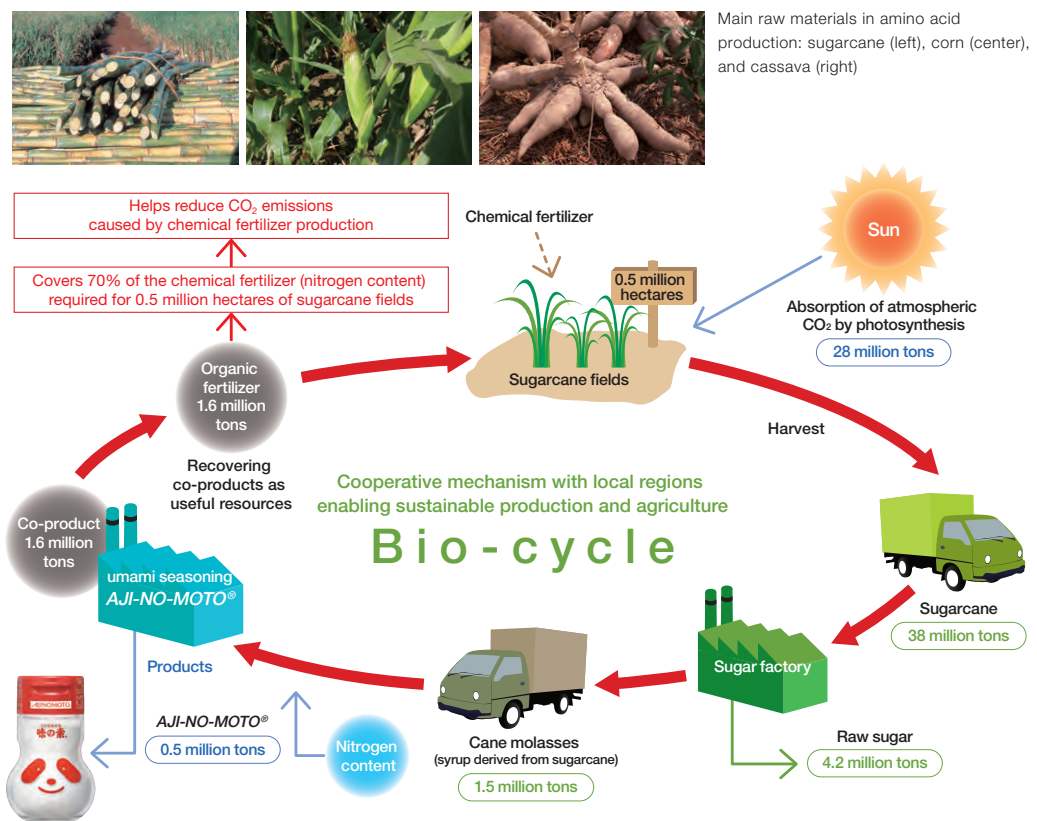 Main raw materials in amino acid
production: sugarcane (left), corn (center),
and cassava (right)
Helps reduce CO₂ emissions
caused by chemical fertilizer production
Covers 70% of the chemical fertilizer (nitrogen content)
required for 0.5 million hectares of sugarcane fields
Chemical fertilizer
0.5 million
hectares
Sugarcane fields
Sun
Absorption of atmospheric
CO₂ by photosynthesis
28 million tons
Organic
fertilizer
1.6 million
tons
Recovering
co-products as
useful resources
Harvest
Cooperative mechanism with local regions
enabling sustainable production and agriculture
Bio-cycle
Co-product
1.6 million
tons
umami seasoning
AJI-NO-MOTO®
Sugarcane
38 million tons
Sugar factory
Raw sugar
4.2 million tons
Cane molasses
(syrup derived from sugarcane)
1.5 million tons
Nitrogen
content
Products
AJI-NO-MOTO®
0.5 million tons
AJINOMOTO
味の素